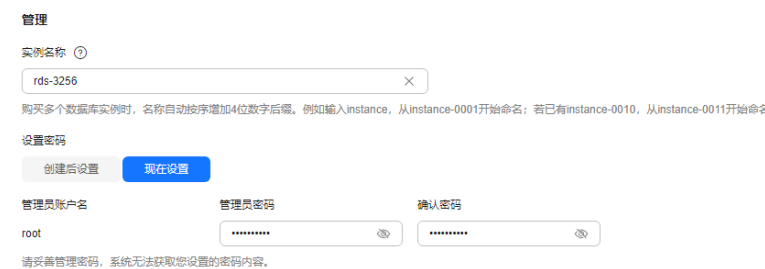 管理
实例名称 ?
rds-3256 ×
购买多个数据库实例时，名称自动按序增加4位数字后缀。例如输入instance，从instance-0001开始命名；若已有instance-0010，从instance-0011开始命名
设置密码
创建后设置 现在设置
管理员账户名 管理员密码 确认密码
root •••••••••• ••••••••••
请妥善管理密码，系统无法获取您设置的密码内容。